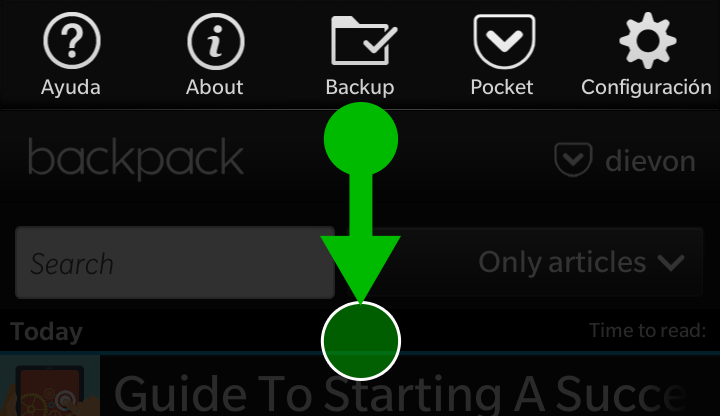 Ayuda About Backup Pocket Configuración
backpack dievon
Search Only articles
Today Time to read:
Guide To Starting A Succe